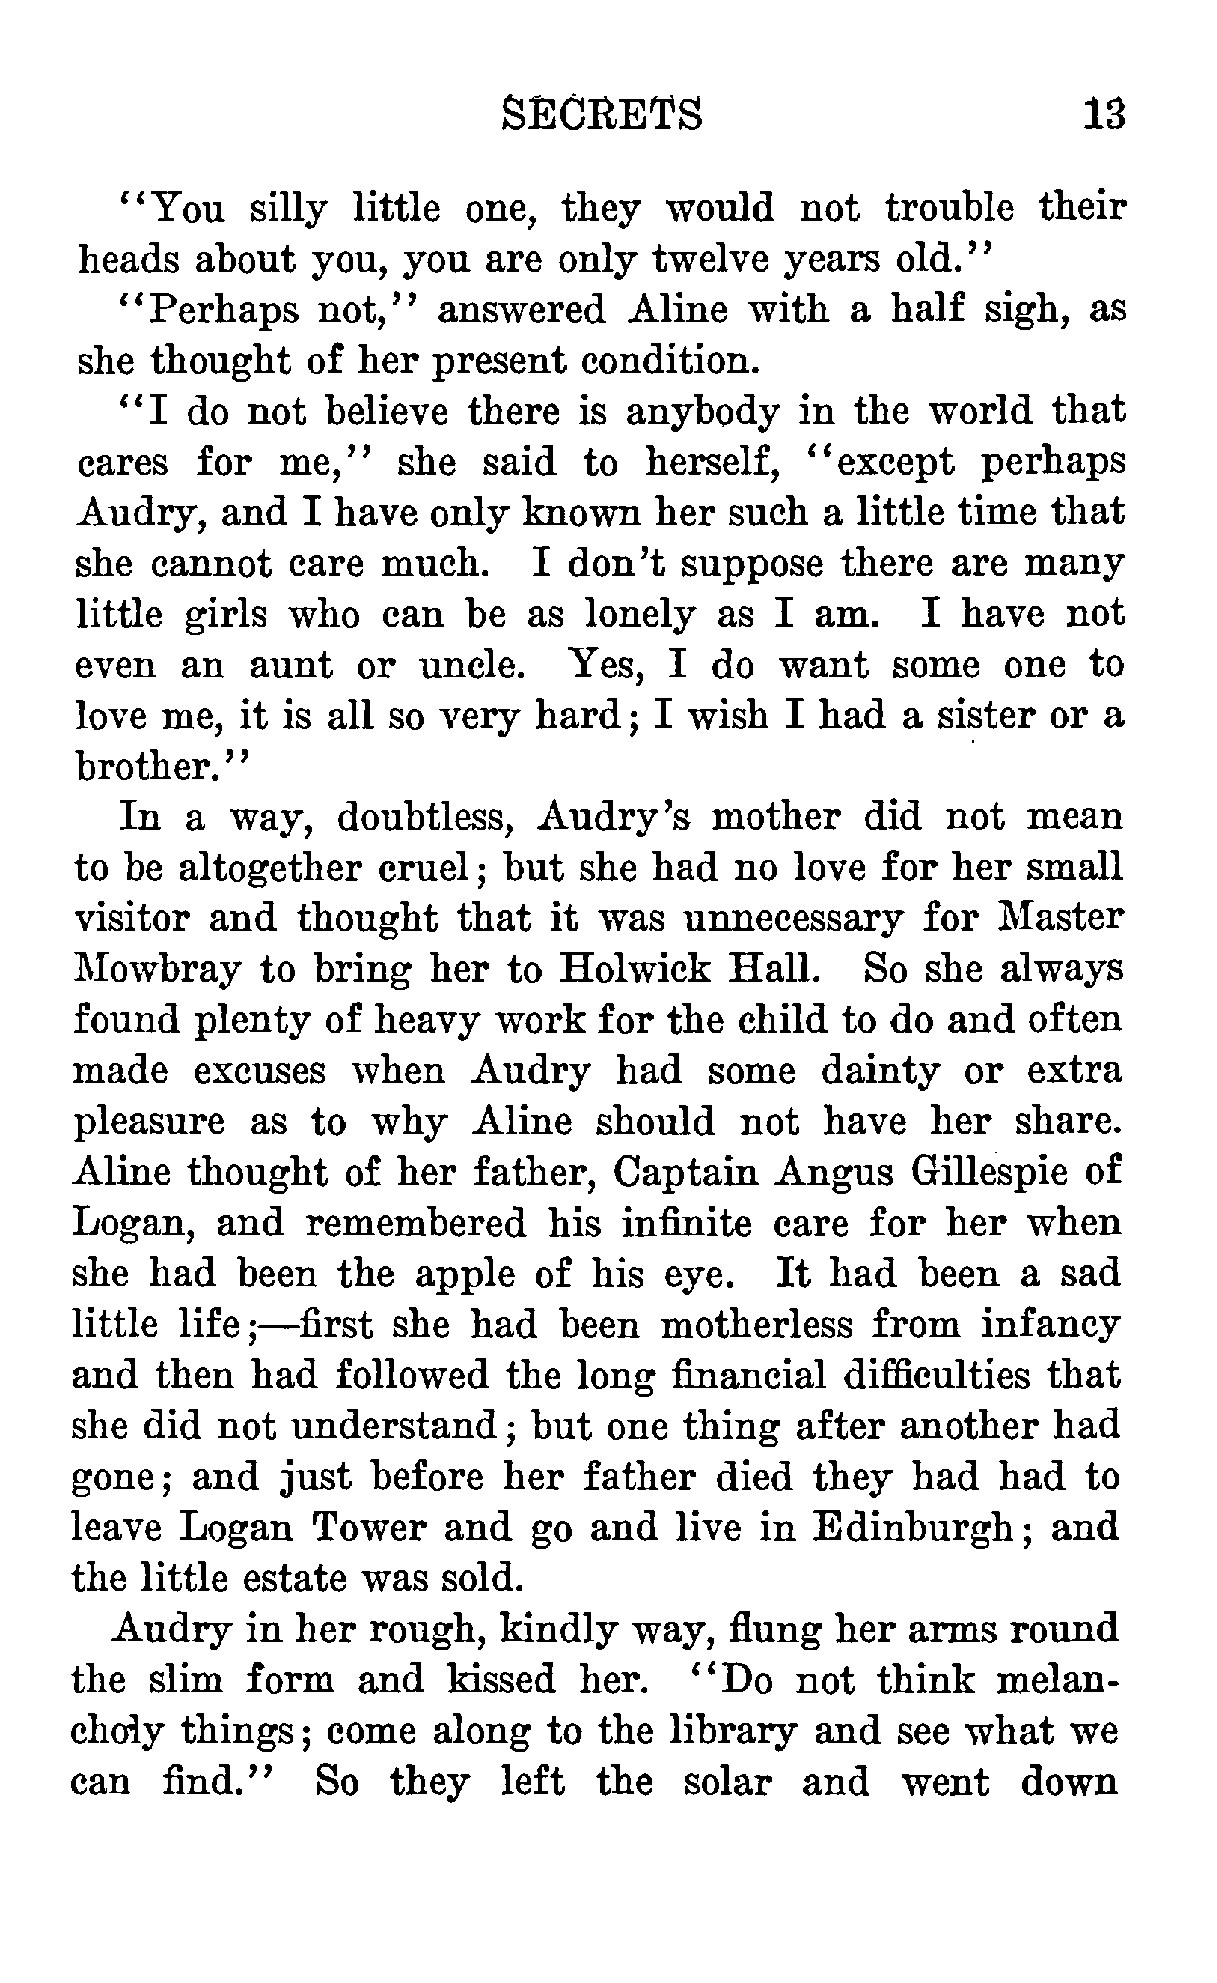 SECRETS 13
"You silly little one, they would not trouble their
heads about you, you are only twelve years old."
"Perhaps not," answered Aline with a half sigh, as
she thought of her present condition.
"I do not believe there is anybody in the world that
cares for me," she said to herself, "except perhaps
Audry, and I have only known her such a little time that
she cannot care much. I don't suppose there are many
little girls who can be as lonely as I am. I have not
even an aunt or uncle. Yes, I do want some one to
love me, it is all so very hard; I wish I had a sister or a
brother."
In a way, doubtless, Audry's mother did not mean
to be altogether cruel; but she had no love for her small
visitor and thought that it was unnecessary for Master
Mowbray to bring her to Holwick Hall. So she always
found plenty of heavy work for the child to do and often
made excuses when Audry had some dainty or extra
pleasure as to why Aline should not have her share.
Aline thought of her father, Captain Angus Gillespie of
Logan, and remembered his infinite care for her when
she had been the apple of his eye. It had been a sad
little life;—first she had been motherless from infancy
and then had followed the long financial difficulties that
she did not understand; but one thing after another had
gone; and just before her father died they had had to
leave Logan Tower and go and live in Edinburgh; and
the little estate was sold.
Audry in her rough, kindly way, flung her arms round
the slim form and kissed her. "Do not think melan-
choly things; come along to the library and see what we
can find." So they left the solar and went down